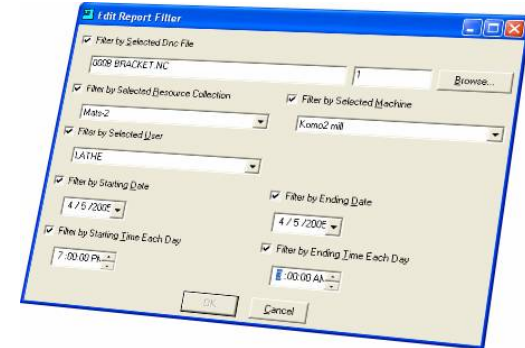 Edit Report Filter
Filter by Selected Dnc File
0008 BRACKET.NC 1 Browse...
Filter by Selected Resource Collection Filter by Selected Machine
Mats-2 Komo2 mill
Filter by Selected User
LATHE
Filter by Starting Date Filter by Ending Date
4 / 5 /2005 4 / 5 /2005
Filter by Starting Time Each Day Filter by Ending Time Each Day
7 :00:00 :00:00
OK Cancel